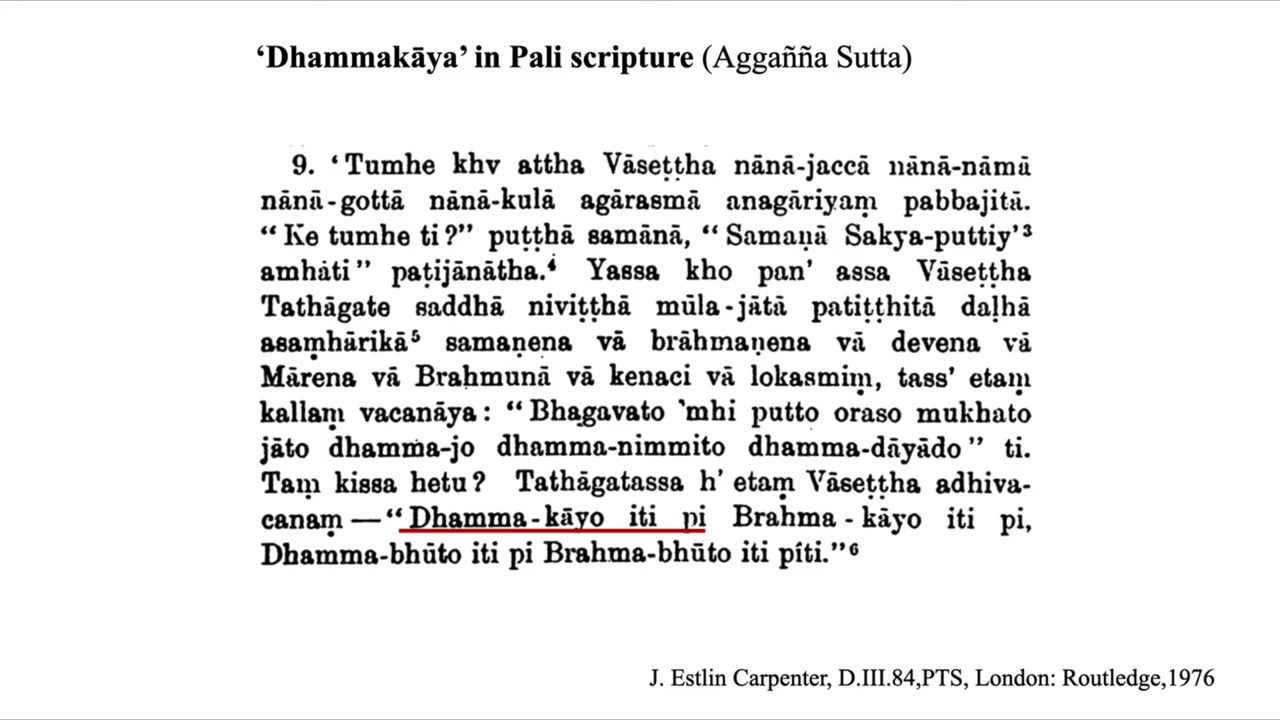 ‘Dhammakāya’ in Pali scripture (Aggañña Sutta)
9. ‘Tumhe khv attha Vāseṭṭha nānā-jaccā nānā-nāmā
nānā-gottā nānā-kulā agārasmā anagāriyaṃ pabbajitā.
“Ke tumhe ti?” puṭṭhā samānā, “Samaṇā Sakya-puttiy’³
amhāti” paṭijānātha.⁴ Yassa kho pan’ assa Vāseṭṭha
Tathāgate saddhā niviṭṭhā mūla-jātā patiṭṭhitā daḷhā
asaṃhārikā⁵ samaṇena vā brāhmaṇena vā devena vā
Mārena vā Brahmunā vā kenaci vā lokasmiṃ, tass’ etaṃ
kallaṃ vacanāya: “Bhagavato ’mhi putto oraso mukhato
jāto dhamma-jo dhamma-nimmito dhamma-dāyādo” ti.
Taṃ kissa hetu? Tathāgatassa h’ etaṃ Vāseṭṭha adhiva-
canaṃ—“Dhamma-kāyo iti pi Brahma-kāyo iti pi,
Dhamma-bhūto iti pi Brahma-bhūto iti pīti.”⁶
J. Estlin Carpenter, D.III.84,PTS, London: Routledge,1976